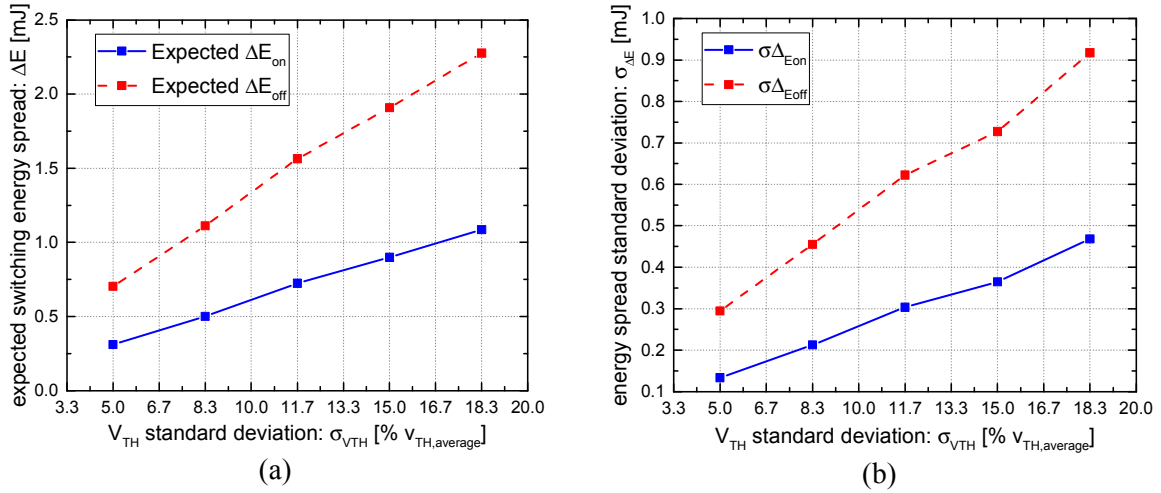 expected switching energy spread: ΔE [mJ]
2.5
2.0
1.5
1.0
0.5
0.0
Expected ΔEon
Expected ΔEoff
3.3 5.0 6.7 8.3 10.0 11.7 13.3 15.0 16.7 18.3 20.0
VTH standard deviation: σVTH [% vTH,average]
(a)
energy spread standard deviation: σΔE [mJ]
1.0
0.9
0.8
0.7
0.6
0.5
0.4
0.3
0.2
0.1
σΔEon
σΔEoff
3.3 5.0 6.7 8.3 10.0 11.7 13.3 15.0 16.7 18.3 20.0
VTH standard deviation: σVTH [% vTH,average]
(b)